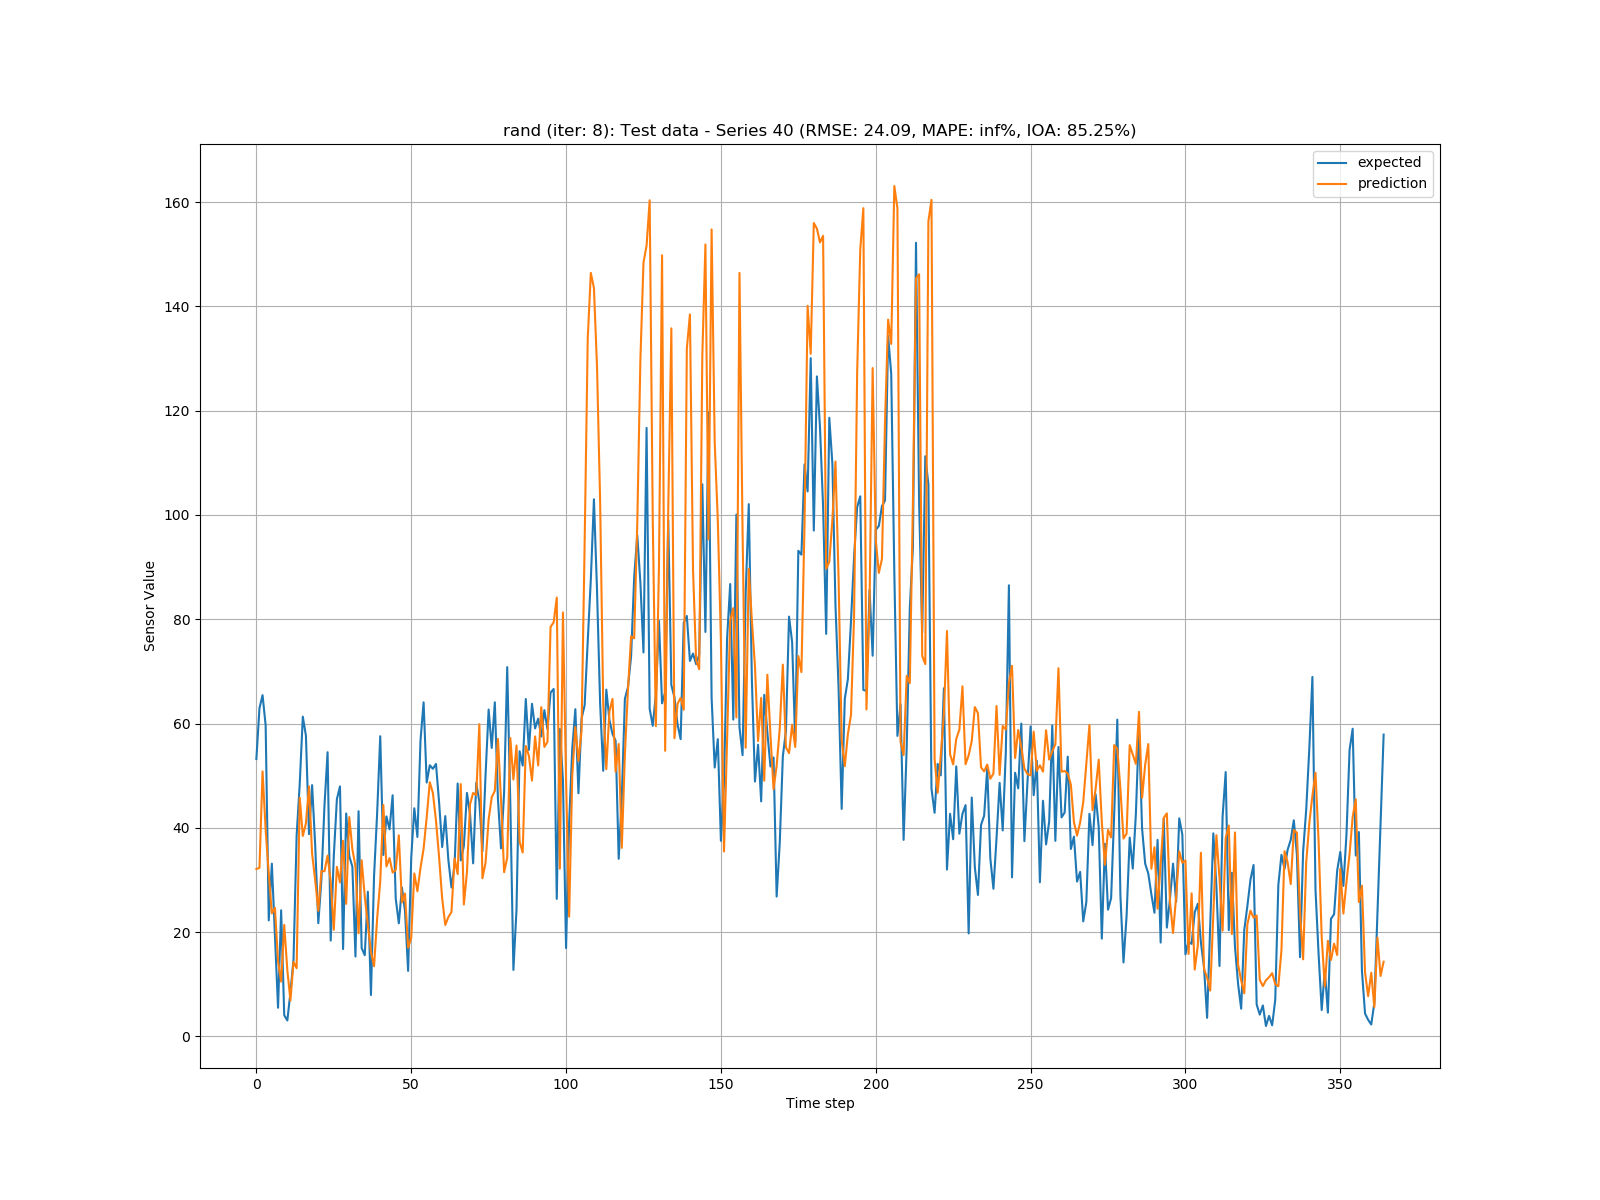 rand (iter: 8): Test data - Series 40 (RMSE: 24.09, MAPE: inf%, IOA: 85.25%)
expected
prediction
160
140
120
100
80
60
40
20
0
Sensor Value
0 50 100 150 200 250 300 350
Time step